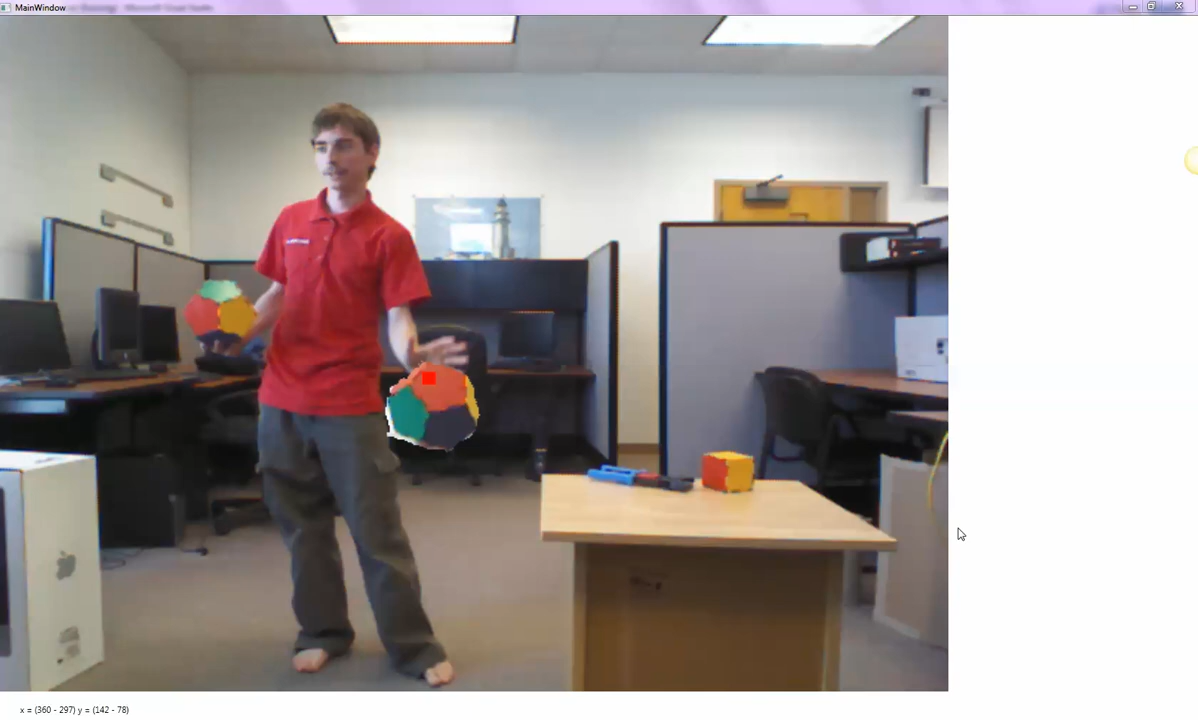 MainWindow
x = (360 - 297) y = (142 - 78)